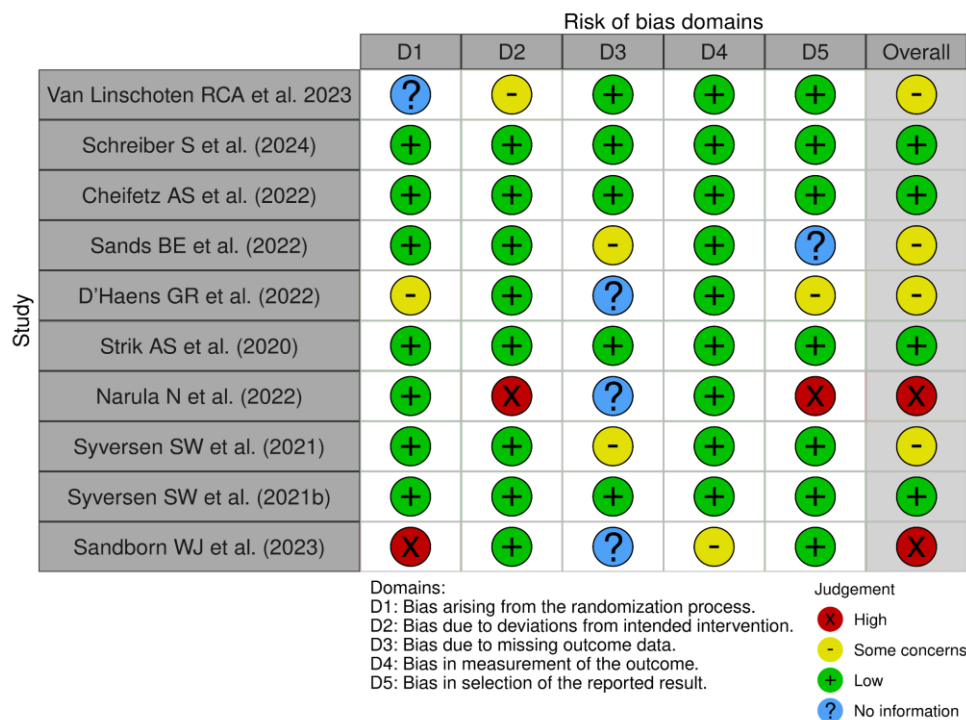 Risk of bias domains
D1 D2 D3 D4 D5 Overall
Study
Van Linschoten RCA et al. 2023 ? - + + + -
Schreiber S et al. (2024) + + + + + +
Cheifetz AS et al. (2022) + + + + + +
Sands BE et al. (2022) + + - + ? -
D'Haens GR et al. (2022) - + ? + - -
Strik AS et al. (2020) + + + + + +
Narula N et al. (2022) + X ? + X X
Syversen SW et al. (2021) + + - + + -
Syversen SW et al. (2021b) + + + + + +
Sandborn WJ et al. (2023) X + ? - + X
Domains:
D1: Bias arising from the randomization process.
D2: Bias due to deviations from intended intervention.
D3: Bias due to missing outcome data.
D4: Bias in measurement of the outcome.
D5: Bias in selection of the reported result.
Judgement
X High
- Some concerns
+ Low
? No information